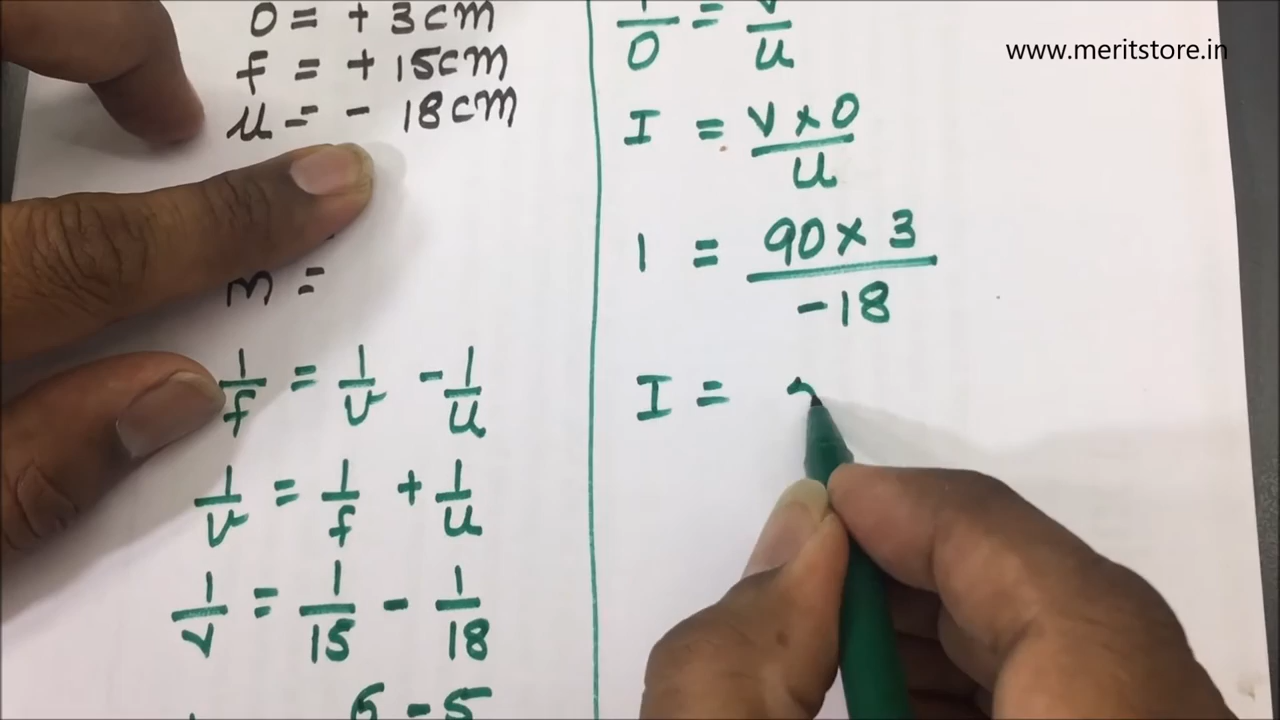 www.meritstore.in
O = + 3cm
f = + 15cm
u = - 18cm
m =
1/f = 1/v - 1/u
1/v = 1/f + 1/u
1/v = 1/15 - 1/18
6 - 5
/O = v/u
I = v × O/u
I = 90 × 3/-18
I =